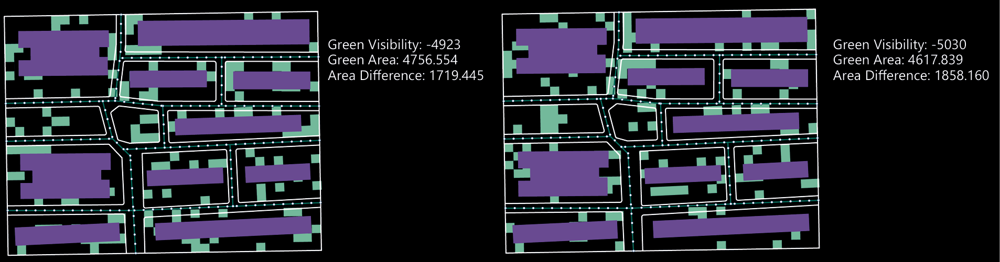 Green Visibility: -4923
Green Area: 4756.554
Area Difference: 1719.445
Green Visibility: -5030
Green Area: 4617.839
Area Difference: 1858.160